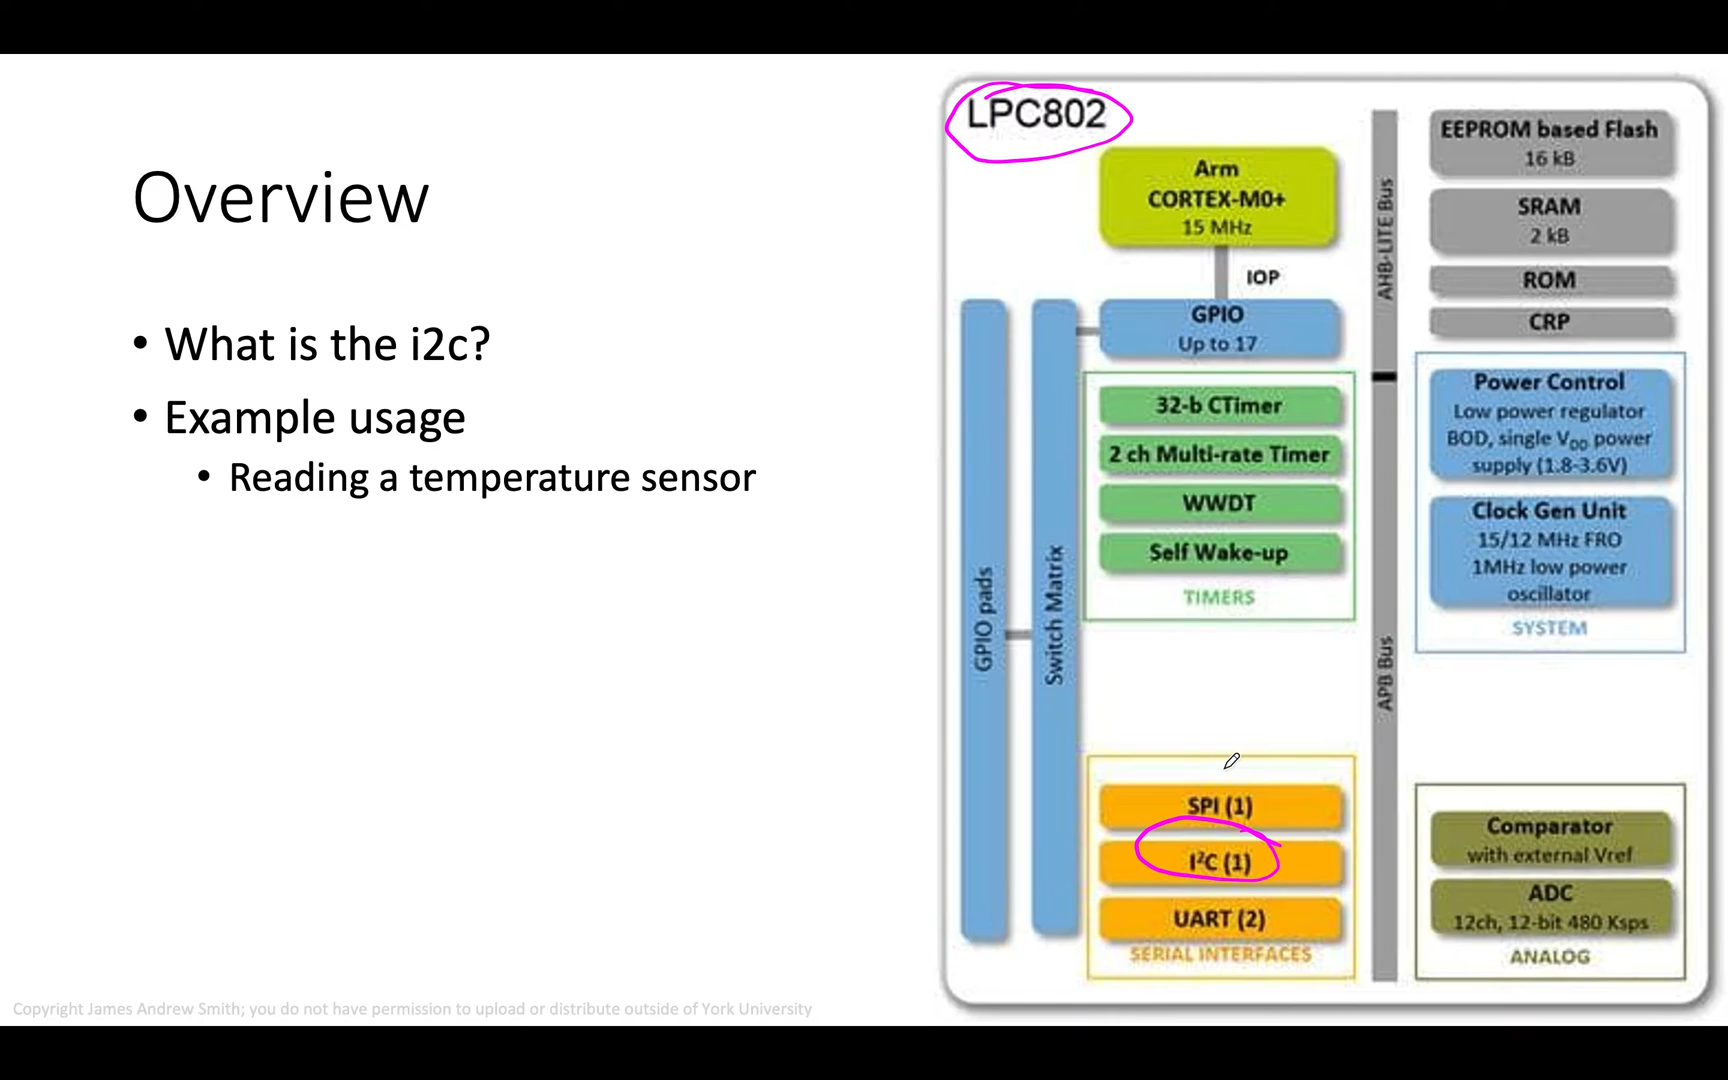 Overview
• What is the i2c?
• Example usage
• Reading a temperature sensor
LPC802
Arm
CORTEX-M0+
15 MHz
IOP
GPIO
Up to 17
GPIO pads
Switch Matrix
32-b CTimer
2 ch Multi-rate Timer
WWDT
Self Wake-up
TIMERS
SPI (1)
I²C (1)
UART (2)
SERIAL INTERFACES
AHB-LITE Bus
APB Bus
EEPROM based Flash
16 kB
SRAM
2 kB
ROM
CRP
Power Control
Low power regulator
BOD, single VDD power
supply (1.8-3.6V)
Clock Gen Unit
15/12 MHz FRO
1MHz low power
oscillator
SYSTEM
Comparator
with external Vref
ADC
12ch, 12-bit 480 Ksps
ANALOG
Copyright James Andrew Smith; you do not have permission to upload or distribute outside of York University